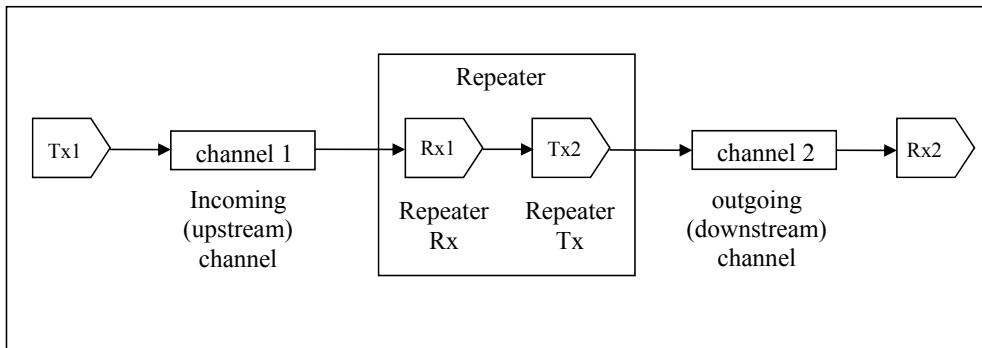 Repeater
Tx1
channel 1
Rx1
Tx2
channel 2
Rx2
Incoming
(upstream)
channel
Repeater
Rx
Repeater
Tx
outgoing
(downstream)
channel